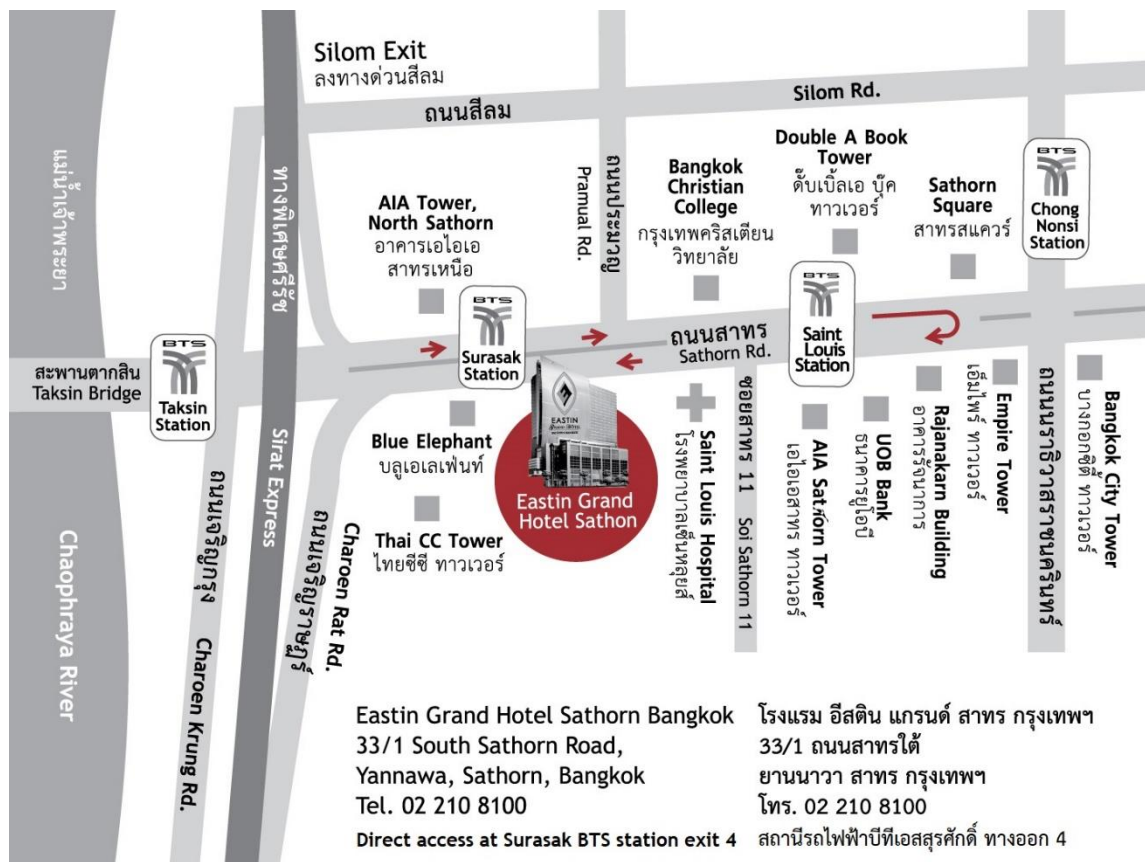 Silom Exit
ลงทางด่วนสีลม
ถนนสีลม
Silom Rd.
แม่น้ำเจ้าพระยา
Chaophraya River
ทางพิเศษศรีรัช
Sirat Express
AIA Tower,
North Sathorn
อาคารเอไอเอ
สาทรเหนือ
ถนนประมวญ
Pramual Rd.
Bangkok
Christian
College
กรุงเทพคริสเตียน
วิทยาลัย
Double A Book
Tower
ดั๊บเบิ้ลเอ บุ๊ค
ทาวเวอร์
Sathorn
Square
สาทรสแควร์
BTS
Chong
Nonsi
Station
สะพานตากสิน
Taksin Bridge
BTS
Taksin
Station
BTS
Surasak
Station
ถนนสาทร
Sathorn Rd.
BTS
Saint
Louis
Station
Blue Elephant
บลูเอเลเฟ่นท์
Thai CC Tower
ไทยซีซี ทาวเวอร์
EASTIN
Eastin Grand
Hotel Sathon
Saint Louis Hospital
โรงพยาบาลเซ็นหลุยส์
ซอยสาทร 11 Soi Sathorn 11
AIA Sathorn Tower
เอไอเอสาทร ทาวเวอร์
UOB Bank
ธนาคารยูโอบี
Rajanakarn Building
อาคารรัจนาการ
Empire Tower
เอ็มไพร์ ทาวเวอร์
ถนนนราธิวาสราชนครินทร์
Bangkok City Tower
บางกอกซิตี้ ทาวเวอร์
ถนนเจริญกรุง Charoen Krung Rd.
ถนนเจริญราษฎร์
Charoen Rat Rd.
Eastin Grand Hotel Sathorn Bangkok
33/1 South Sathorn Road,
Yannawa, Sathorn, Bangkok
Tel. 02 210 8100
Direct access at Surasak BTS station exit 4
โรงแรม อีสติน แกรนด์ สาทร กรุงเทพฯ
33/1 ถนนสาทรใต้
ยานนาวา สาทร กรุงเทพฯ
โทร. 02 210 8100
สถานีรถไฟฟ้าบีทีเอสสุรศักดิ์ ทางออก 4